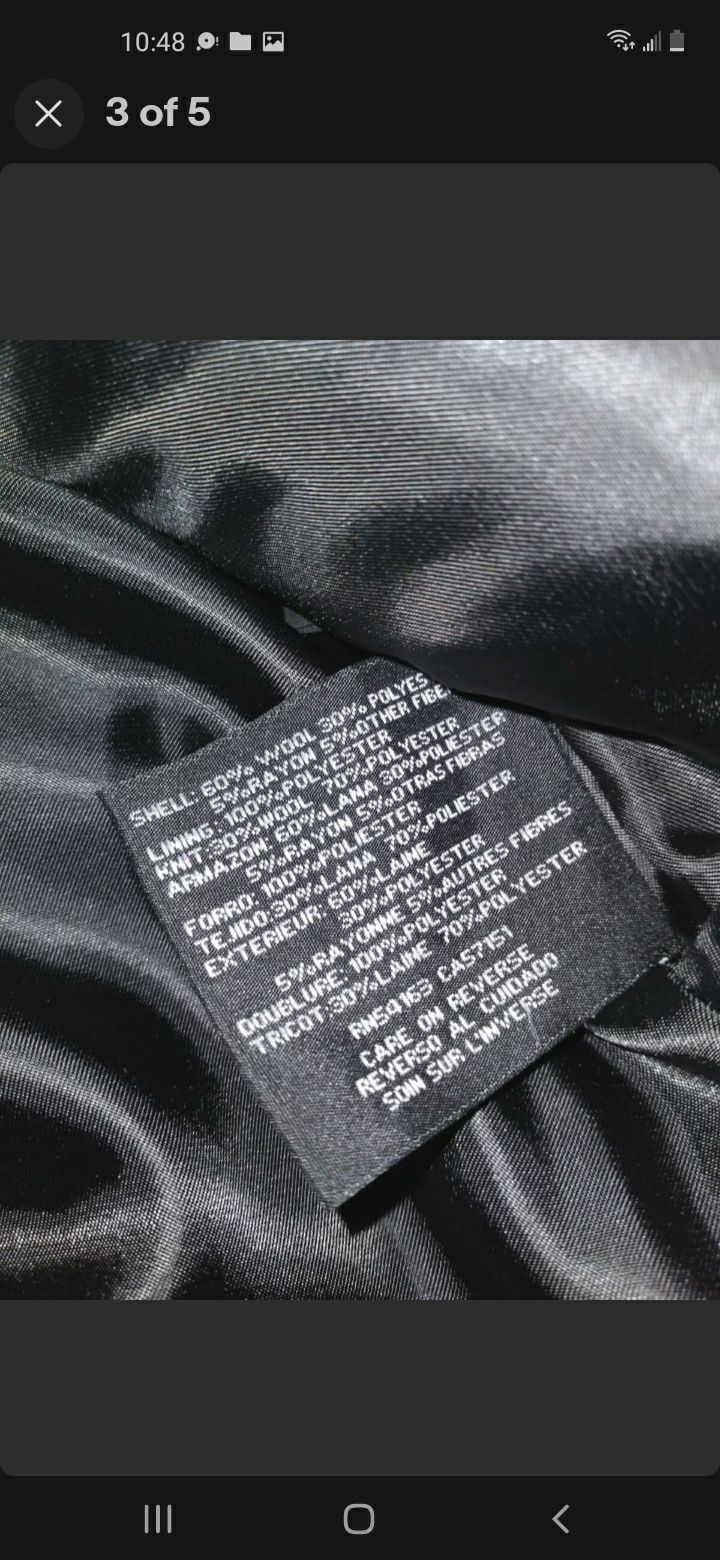 10:48
3 of 5
SHELL: 60% WOOL 30% POLYES
5%RAYON 5%OTHER FIBE
LINING: 100%POLYESTER
KNIT:30%WOOL 70%POLYESTER
ARMAZON: 60%LANA 30%POLIESTER
5%RAYON 5%OTRAS FIBRAS
FORRO: 100%POLIESTER
TEJIDO:30%LANA 70%POLIESTER
EXTERIEUR: 60%LAINE
30%POLYESTER
5%RAYONNE 5%AUTRES FIBRES
DOUBLURE: 100%POLYESTER
TRICOT:30%LAINE 70%POLYESTER
RN54163 CA57151
CARE ON REVERSE
REVERSO AL CUIDADO
SOIN SUR L'INVERSE